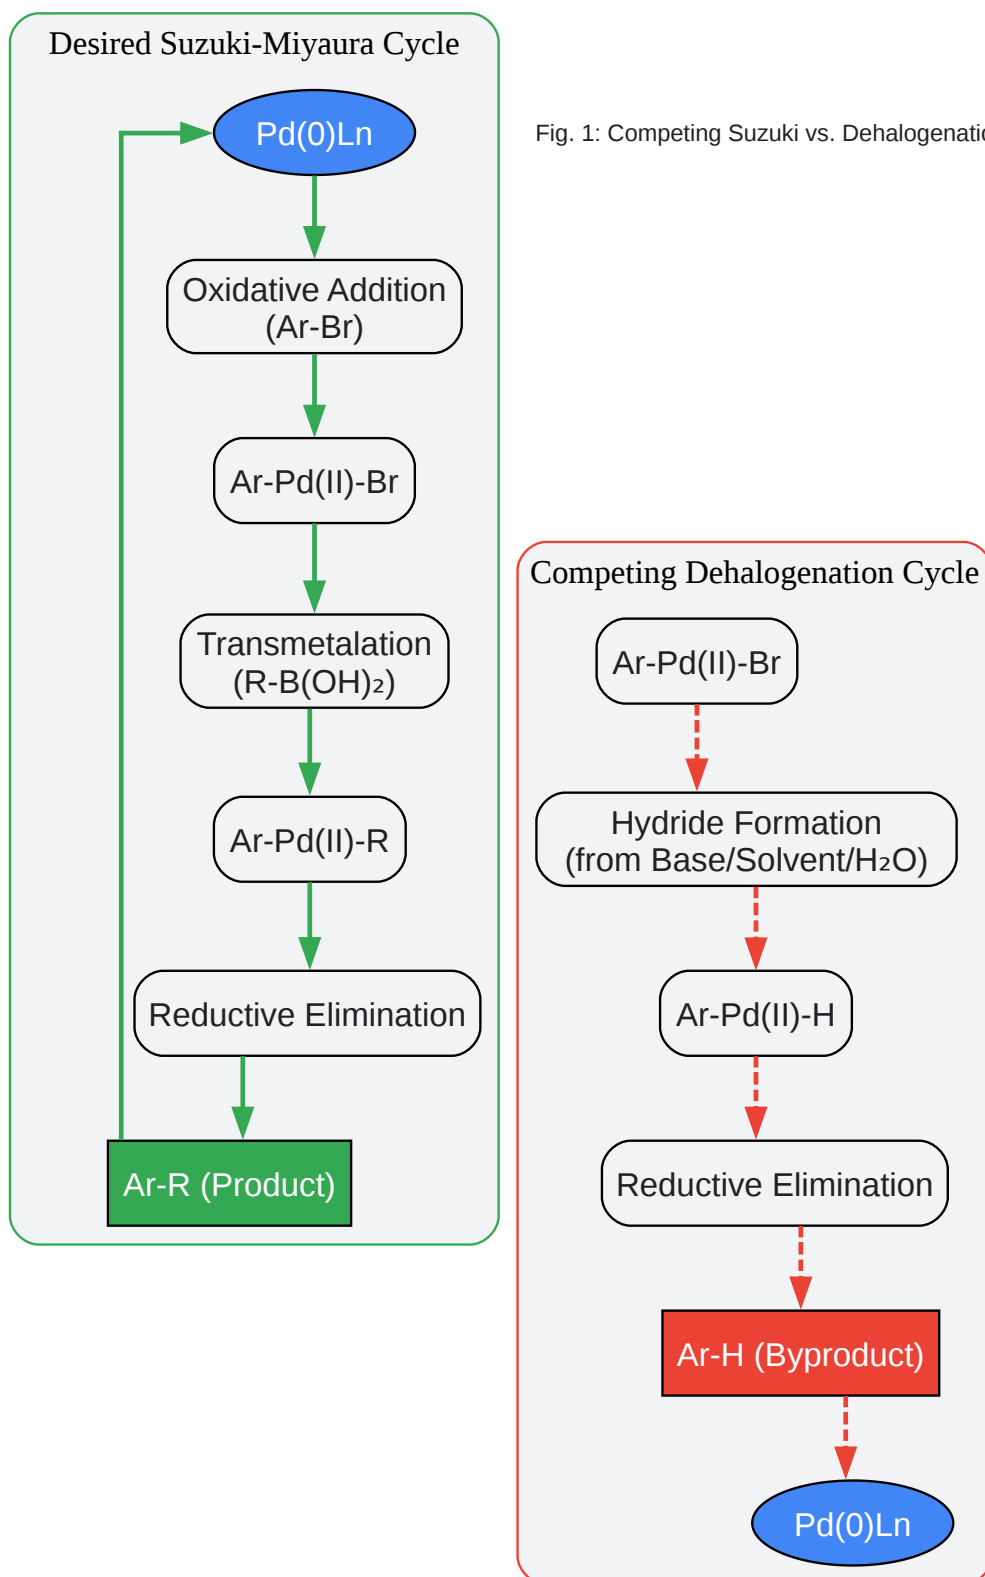 Desired Suzuki-Miyaura Cycle
Pd(0)Ln
Oxidative Addition
(Ar-Br)
Ar-Pd(II)-Br
Transmetalation
(R-B(OH)₂)
Ar-Pd(II)-R
Reductive Elimination
Ar-R (Product)
Fig. 1: Competing Suzuki vs. Dehalogenatio
Competing Dehalogenation Cycle
Ar-Pd(II)-Br
Hydride Formation
(from Base/Solvent/H₂O)
Ar-Pd(II)-H
Reductive Elimination
Ar-H (Byproduct)
Pd(0)Ln